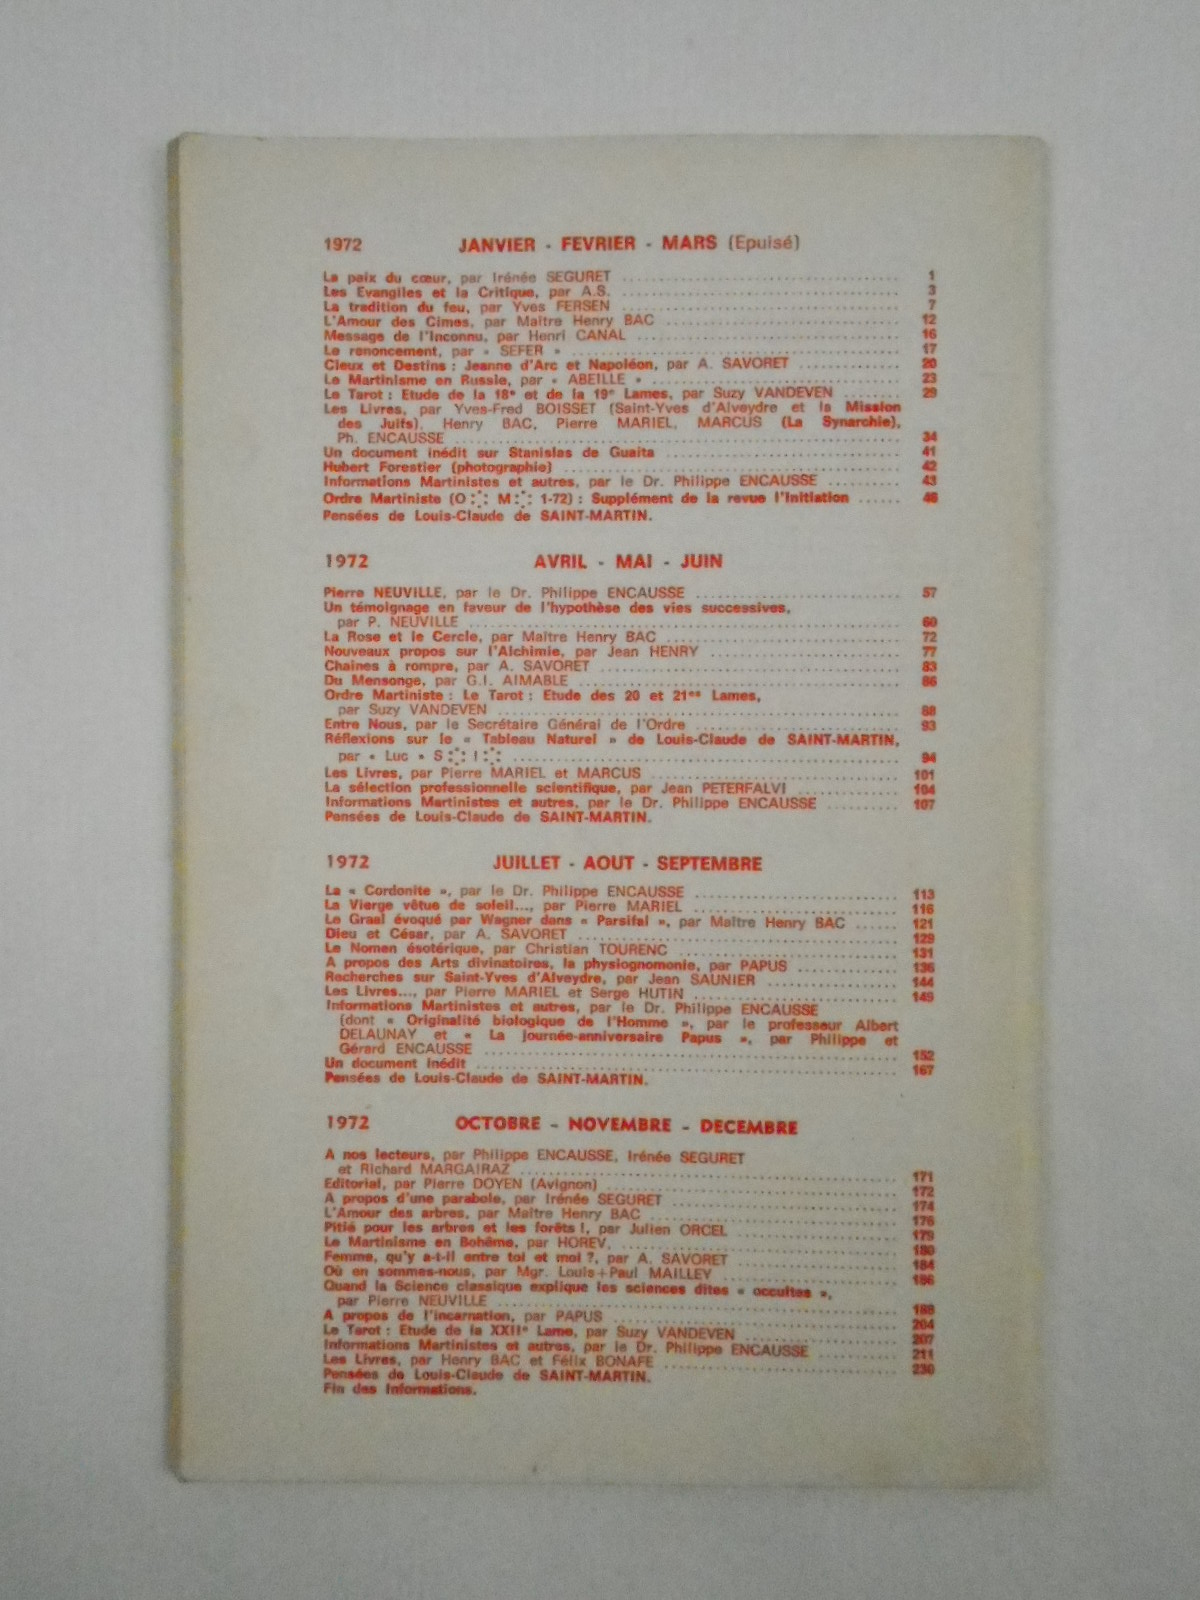 1972 JANVIER - FEVRIER - MARS (Epuisé)
La paix du cœur, par Irénée SEGURET 1
Les Evangiles et la Critique, par A.S. 3
La tradition du feu, par Yves FERSEN 7
L'Amour des Cimes, par Maître Henry BAC 12
Message de l'Inconnu, par Henri CANAL 16
Le renoncement, par « SEFER » 17
Cieux et Destins : Jeanne d'Arc et Napoléon, par A. SAVORET 20
Le Martinisme en Russie, par « ABEILLE » 23
Le Tarot : Etude de la 18e et de la 19e Lames, par Suzy VANDEVEN 29
Les Livres, par Yves-Fred BOISSET (Saint-Yves d'Alveydre et la Mission
des Juifs), Henry BAC, Pierre MARIEL, MARCUS (La Synarchie),
Ph. ENCAUSSE 34
Un document inédit sur Stanislas de Guaita 41
Hubert Forestier (photographie) 42
Informations Martinistes et autres, par le Dr. Philippe ENCAUSSE 43
Ordre Martiniste (O M 1-72) : Supplément de la revue l'Initiation
Pensées de Louis-Claude de SAINT-MARTIN.
1972 AVRIL - MAI - JUIN
Pierre NEUVILLE, par le Dr. Philippe ENCAUSSE 57
Un témoignage en faveur de l'hypothèse des vies successives,
par P. NEUVILLE 60
La Rose et le Cercle, par Maître Henry BAC 72
Nouveaux propos sur l'Alchimie, par Jean HENRY 77
Chaînes à rompre, par A. SAVORET 83
Du Mensonge, par G.I. AIMABLE 86
Ordre Martiniste : Le Tarot : Etude des 20 et 21es Lames,
par Suzy VANDEVEN 88
Entre Nous, par le Secrétaire Général de l'Ordre 93
Réflexions sur le « Tableau Naturel » de Louis-Claude de SAINT-MARTIN,
par « Luc » S I 94
Les Livres, par Pierre MARIEL et MARCUS 101
La sélection professionnelle scientifique, par Jean PETERFALVI 104
Informations Martinistes et autres, par le Dr. Philippe ENCAUSSE 107
Pensées de Louis-Claude de SAINT-MARTIN.
1972 JUILLET - AOUT - SEPTEMBRE
La « Cordonite », par le Dr. Philippe ENCAUSSE 113
La Vierge vêtue de soleil..., par Pierre MARIEL 116
Le Graal évoqué par Wagner dans « Parsifal », par Maître Henry BAC 121
Dieu et César, par A. SAVORET 129
Le Nomen ésotérique, par Christian TOURENC 131
A propos des Arts divinatoires, la physiognomonie, par PAPUS 136
Recherches sur Saint-Yves d'Alveydre, par Jean SAUNIER 144
Les Livres..., par Pierre MARIEL et Serge HUTIN 149
Informations Martinistes et autres, par le Dr. Philippe ENCAUSSE
(dont « Originalité biologique de l'Homme », par le professeur Albert
DELAUNAY et « La journée-anniversaire Papus », par Philippe et
Gérard ENCAUSSE 152
Un document inédit 167
Pensées de Louis-Claude de SAINT-MARTIN.
1972 OCTOBRE - NOVEMBRE - DECEMBRE
A nos lecteurs, par Philippe ENCAUSSE, Irénée SEGURET
et Richard MARGAIRAZ 171
Editorial, par Pierre DOYEN (Avignon) 172
A propos d'une parabole, par Irénée SEGURET 174
L'Amour des arbres, par Maître Henry BAC 176
Pitié pour les arbres et les forêts !, par Julien ORCEL 179
Le Martinisme en Bohême, par HOREV, 180
Femme, qu'y a-t-il entre toi et moi ?, par A. SAVORET 184
Où en sommes-nous, par Mgr. Louis+Paul MAILLEY 186
Quand la Science classique explique les sciences dites « occultes »,
par Pierre NEUVILLE 188
A propos de l'incarnation, par PAPUS 204
Le Tarot : Etude de la XXIIe Lame, par Suzy VANDEVEN 207
Informations Martinistes et autres, par le Dr. Philippe ENCAUSSE 211
Les Livres, par Henry BAC et Félix BONAFE 230
Pensées de Louis-Claude de SAINT-MARTIN.
Fin des Informations.